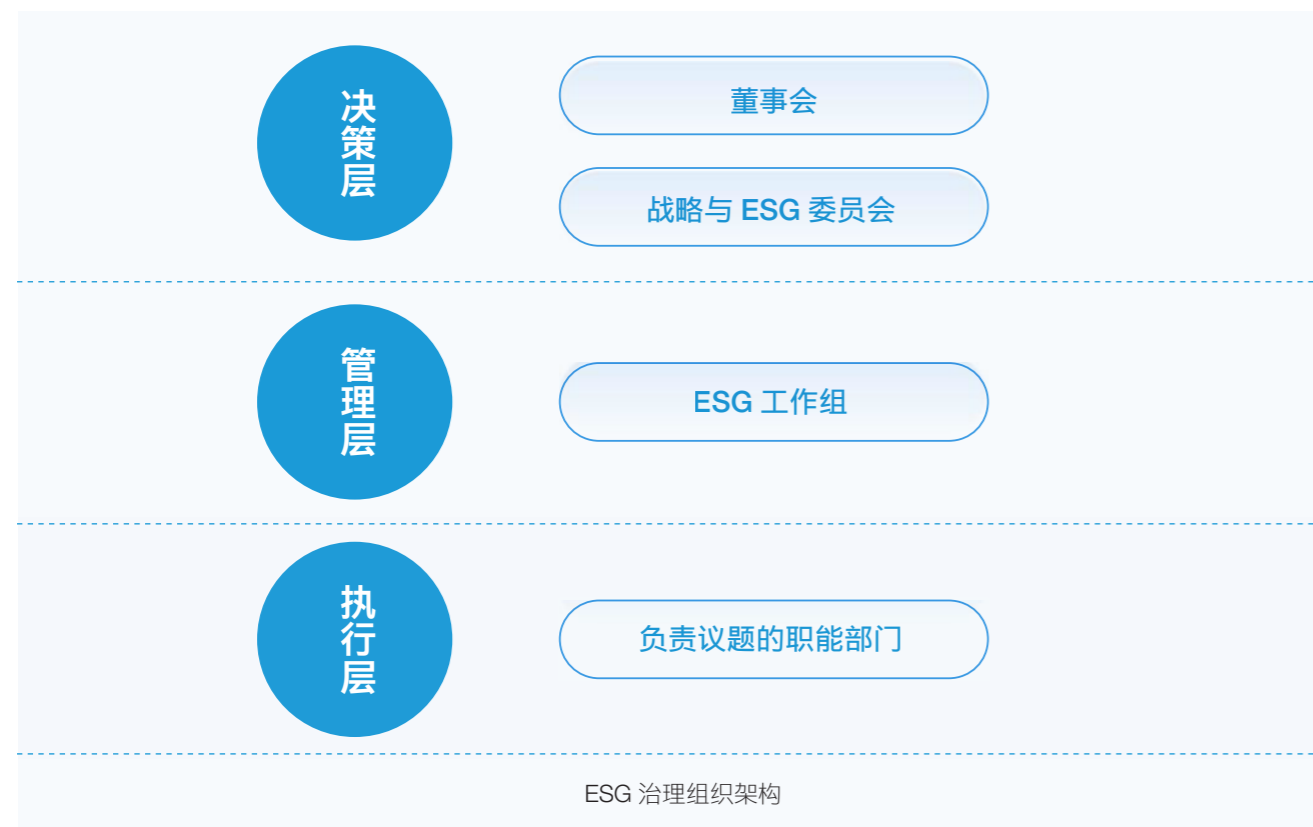 决策层
董事会
战略与 ESG 委员会
管理层
ESG 工作组
执行层
负责议题的职能部门
ESG 治理组织架构